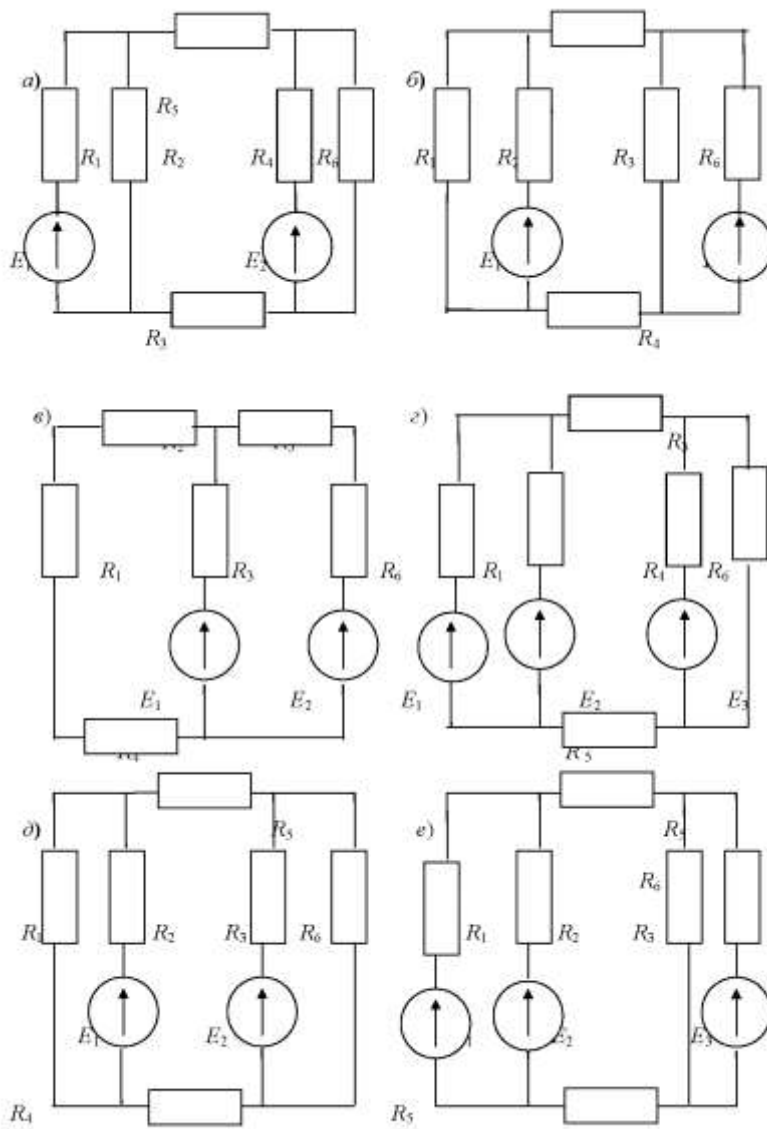 а)
R5
R1 R2 R4 R6
E1 E2
R3
б)
R1 R2 R3 R6
E1
R4
в)
R1 R3 R6
E1 E2
г)
R1 R4 R6
E1 E2 E3
R5
д)
R5
R1 R2 R3 R6
E1 E2
R4
е)
R5
R6
R1 R2 R3
E2 E3
R5